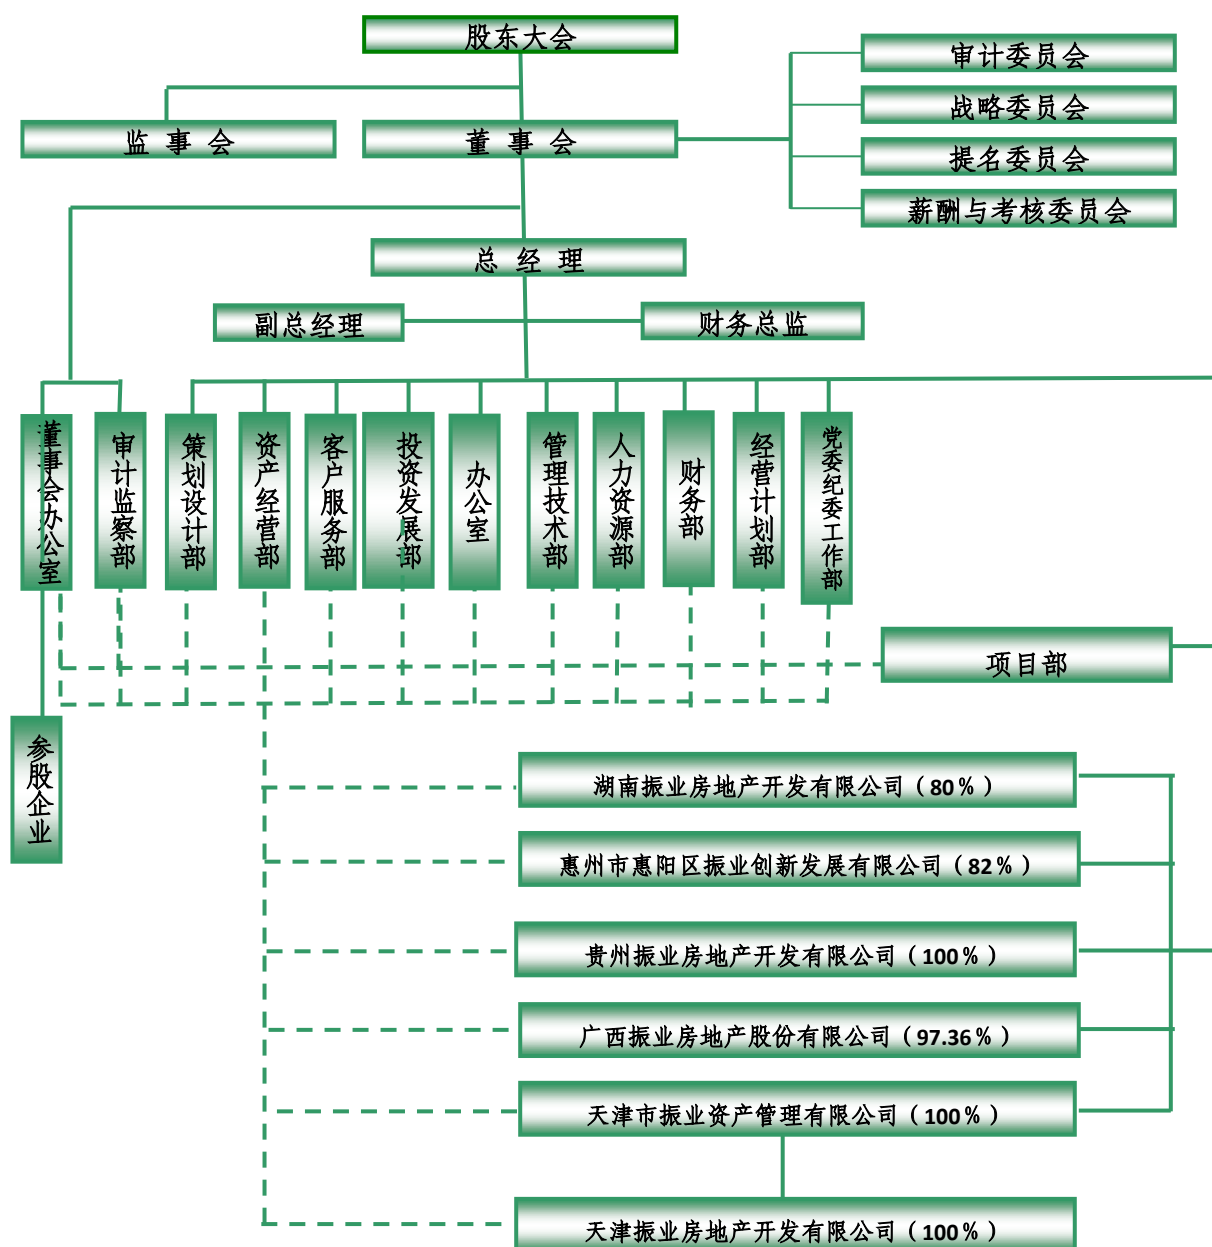 股东大会
审计委员会
战略委员会
监 事 会
董 事 会
提名委员会
薪酬与考核委员会
总 经 理
副总经理
财务总监
董事会办公室
审计监察部
策划设计部
资产经营部
客户服务部
投资发展部
办公室
管理技术部
人力资源部
财务部
经营计划部
党委纪委工作部
项目部
参股企业
湖南振业房地产开发有限公司（80％）
惠州市惠阳区振业创新发展有限公司（82％）
贵州振业房地产开发有限公司（100％）
广西振业房地产股份有限公司（97.36％）
天津市振业资产管理有限公司（100％）
天津振业房地产开发有限公司（100％）